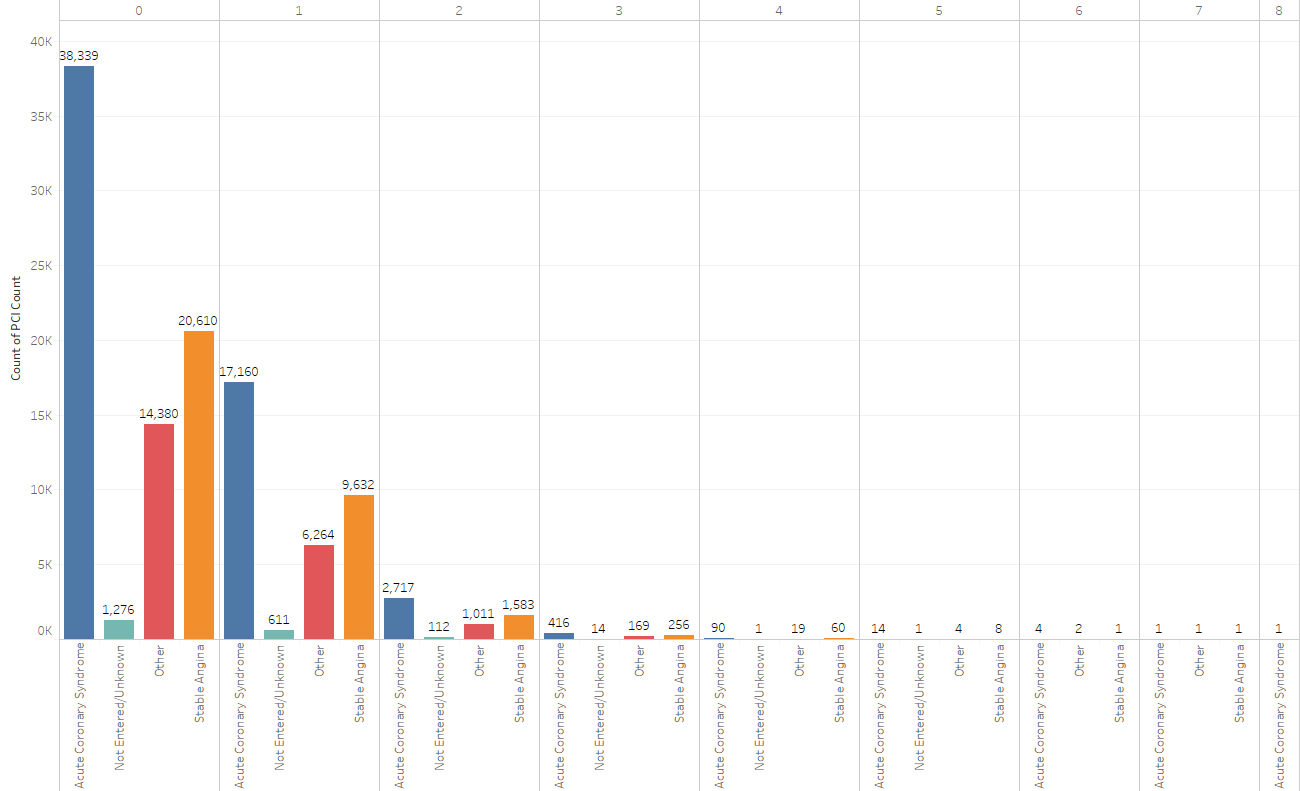 0 1 2 3 4 5 6 7 8
40K
35K
30K
25K
20K
15K
10K
5K
0K
Count of PCI Count
38,339
1,276
14,380
20,610
17,160
611
6,264
9,632
2,717
112
1,011
1,583
416
14
169
256
90
1
19
60
14
1
4
8
4
2
1
1
1
1
1
Acute Coronary Syndrome
Not Entered/Unknown
Other
Stable Angina
Acute Coronary Syndrome
Not Entered/Unknown
Other
Stable Angina
Acute Coronary Syndrome
Not Entered/Unknown
Other
Stable Angina
Acute Coronary Syndrome
Not Entered/Unknown
Other
Stable Angina
Acute Coronary Syndrome
Not Entered/Unknown
Other
Stable Angina
Acute Coronary Syndrome
Not Entered/Unknown
Other
Stable Angina
Acute Coronary Syndrome
Other
Stable Angina
Acute Coronary Syndrome
Other
Stable Angina
Acute Coronary Syndrome